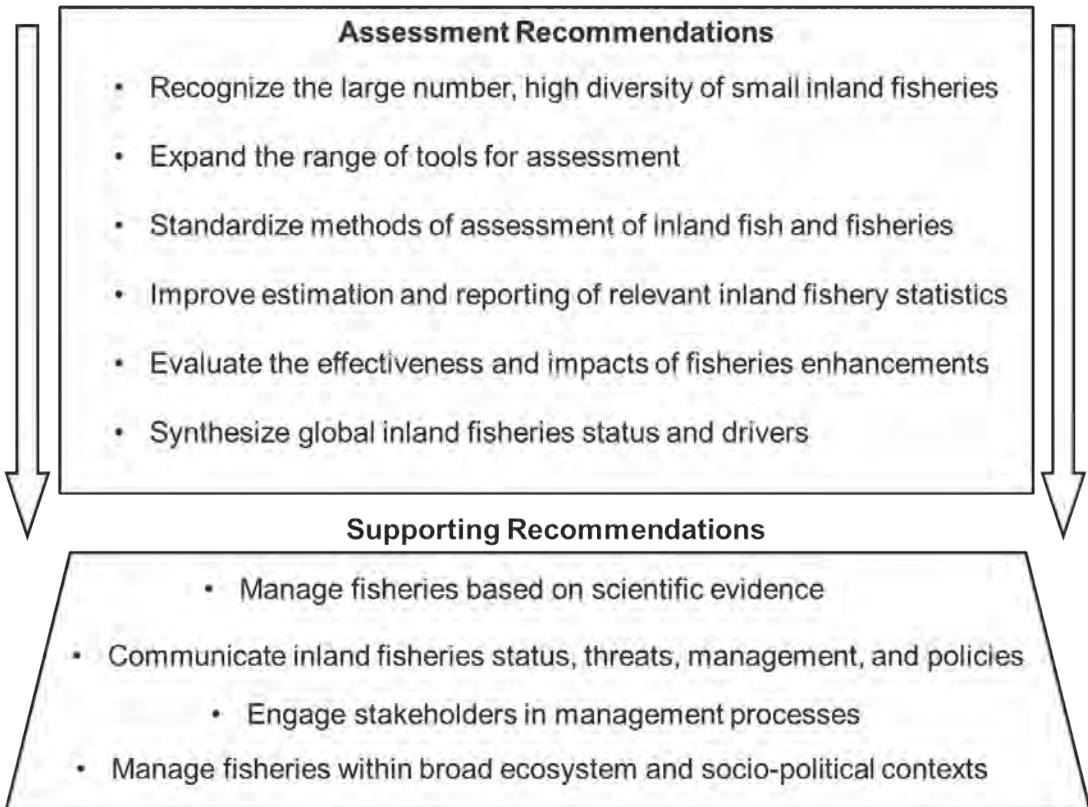 Assessment Recommendations
• Recognize the large number, high diversity of small inland fisheries
• Expand the range of tools for assessment
• Standardize methods of assessment of inland fish and fisheries
• Improve estimation and reporting of relevant inland fishery statistics
• Evaluate the effectiveness and impacts of fisheries enhancements
• Synthesize global inland fisheries status and drivers
Supporting Recommendations
• Manage fisheries based on scientific evidence
• Communicate inland fisheries status, threats, management, and policies
• Engage stakeholders in management processes
• Manage fisheries within broad ecosystem and socio-political contexts